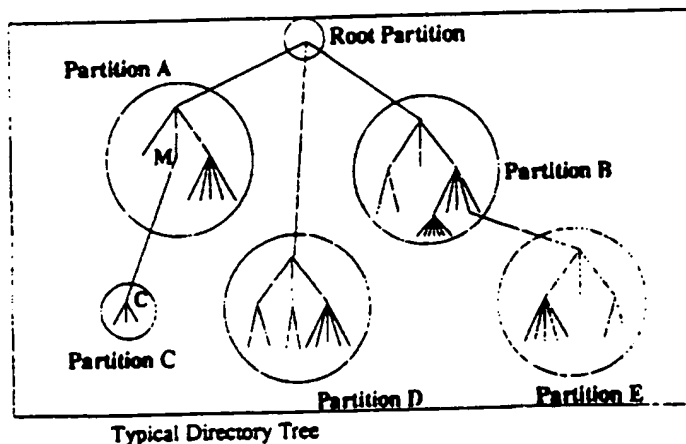 Root Partition
Partition A
M
Partition B
C
Partition C
Partition D
Partition E
Typical Directory Tree